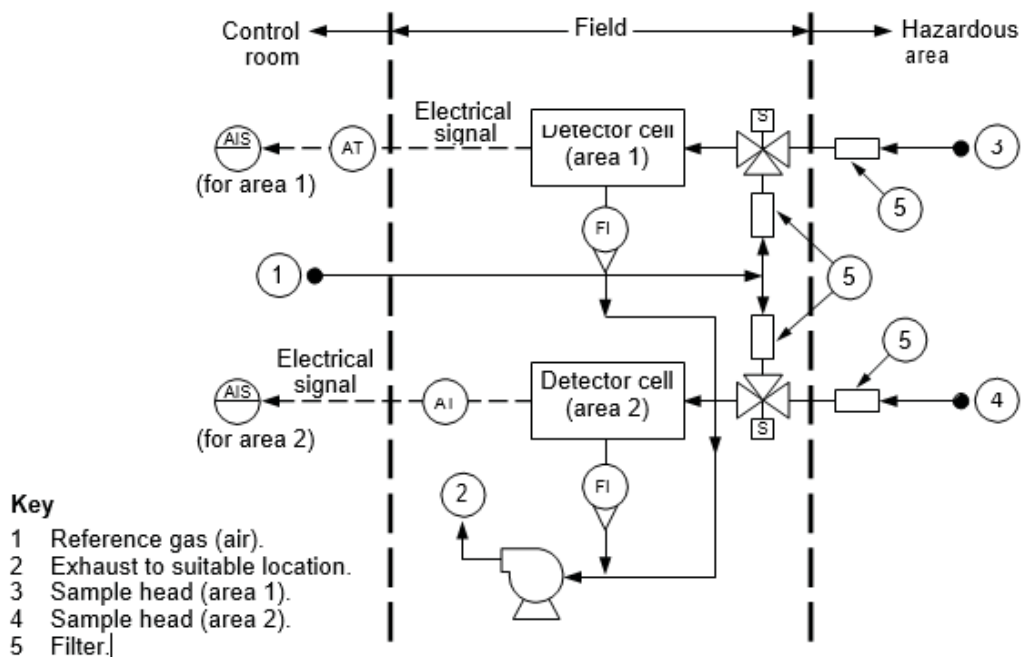 Control room
Field
Hazardous area
Electrical signal
Detector cell (area 1)
S
AIS
AT
3
(for area 1)
5
FI
1
5
5
Electrical signal
Detector cell (area 2)
AIS
AT
4
(for area 2)
S
FI
2
Key
1 Reference gas (air).
2 Exhaust to suitable location.
3 Sample head (area 1).
4 Sample head (area 2).
5 Filter.